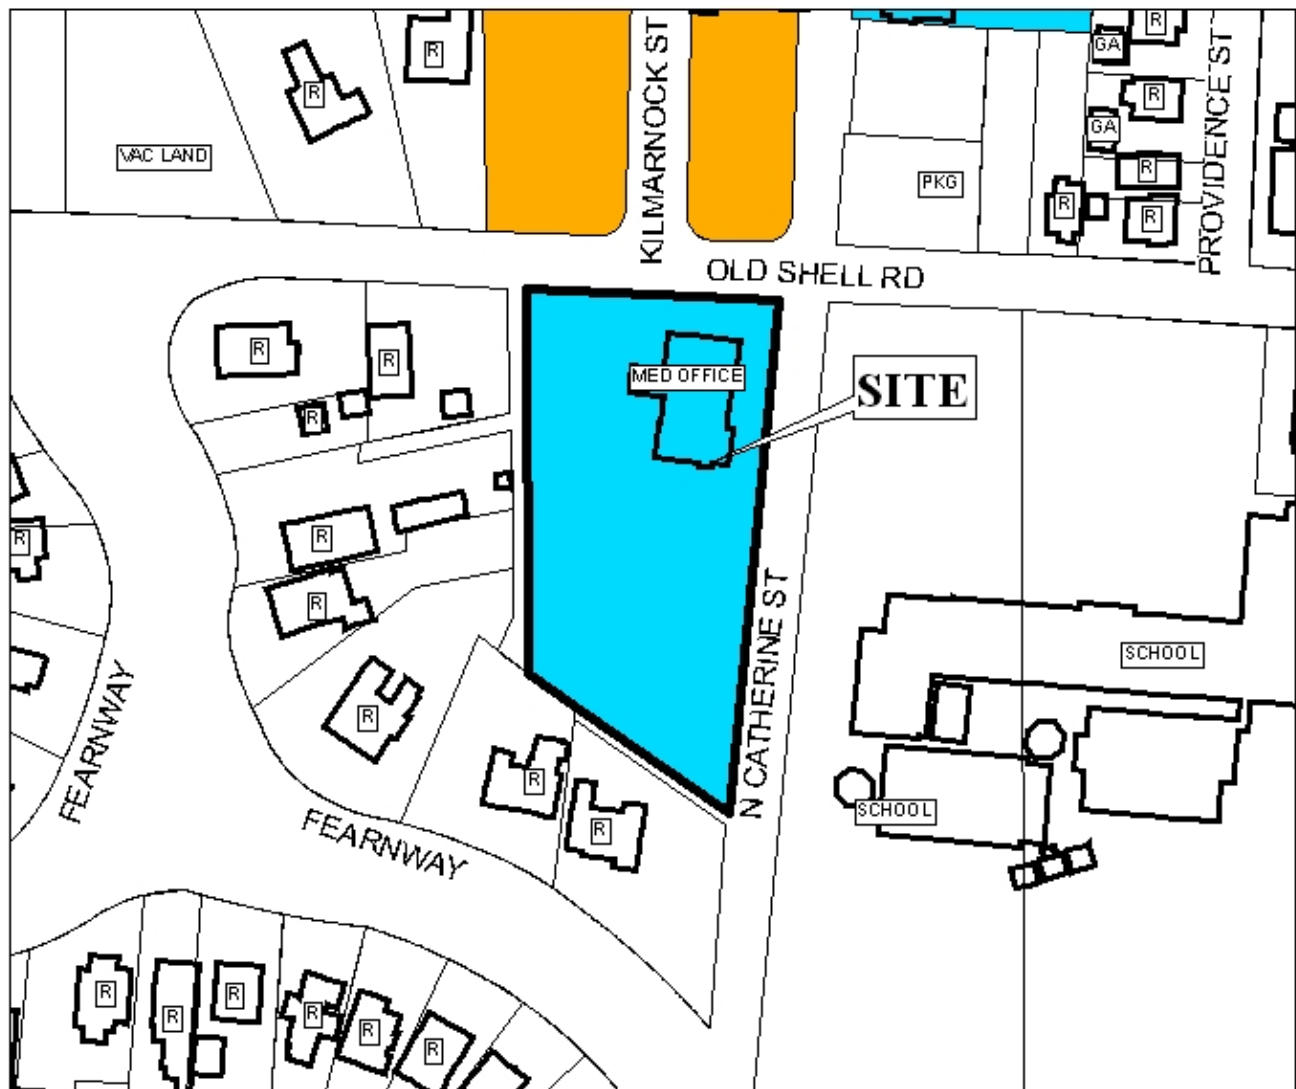 R
R
GA
R
R
GA
VAC LAND
KILMARNOCK ST
PKG
R
R
R
PROVIDENCE ST
OLD SHELL RD
R
R
MED OFFICE
SITE
R
R
R
R
N CATHERINE ST
SCHOOL
FEARNWAY
R
R
SCHOOL
R
FEARNWAY
R
R
R
R
R
R